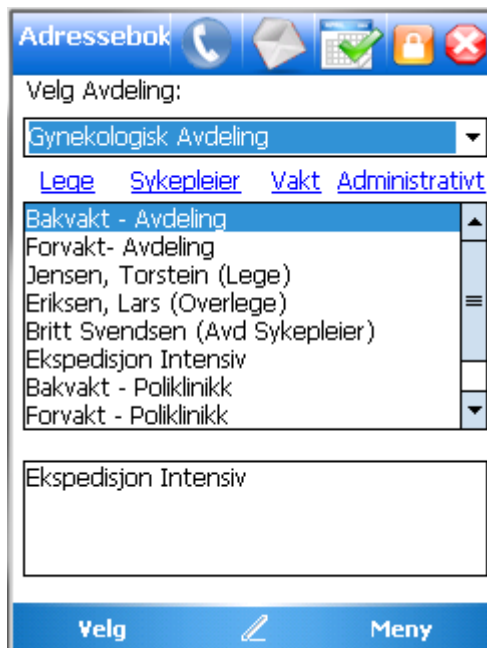 Adressebok
Velg Avdeling:
Gynekologisk Avdeling
Lege Sykepleier Vakt Administrativt
Bakvakt - Avdeling
Forvakt- Avdeling
Jensen, Torstein (Lege)
Eriksen, Lars (Overlege)
Britt Svendsen (Avd Sykepleier)
Ekspedisjon Intensiv
Bakvakt - Poliklinikk
Forvakt - Poliklinikk
Ekspedisjon Intensiv
Velg Meny